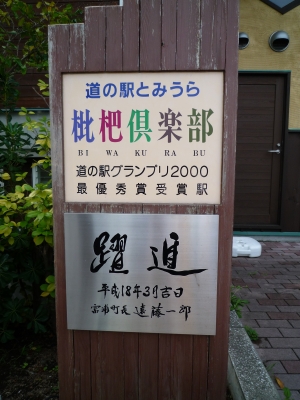 道の駅とみうら
枇杷倶楽部
BI WA KU RA BU
道の駅グランプリ2000
最優秀賞受賞駅
躍進
平成18年3月吉日
富浦町長 遠藤一郎